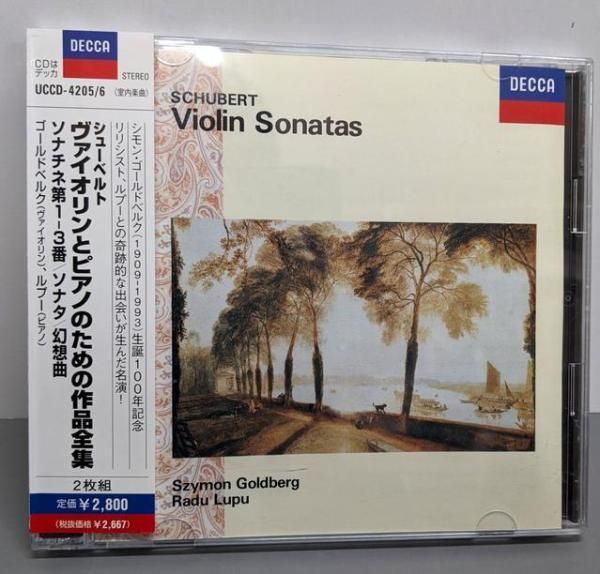 DECCA
CDは
デッカ
STEREO
UCCD-4205/6
(室内楽曲)
シモン・ゴールドベルク(1909-1993)生誕100年記念
リリシスト、ルプーとの奇跡的な出会いが生んだ名演!
シューベルト
ヴァイオリンとピアノのための作品全集
ソナチネ第1-3番/ソナタ/幻想曲
ゴールドベルク(ヴァイオリン)、ルプー(ピアノ)
2枚組
定価¥2,800
(税抜価格¥2,667)
DECCA
SCHUBERT
Violin Sonatas
Szymon Goldberg
Radu Lupu